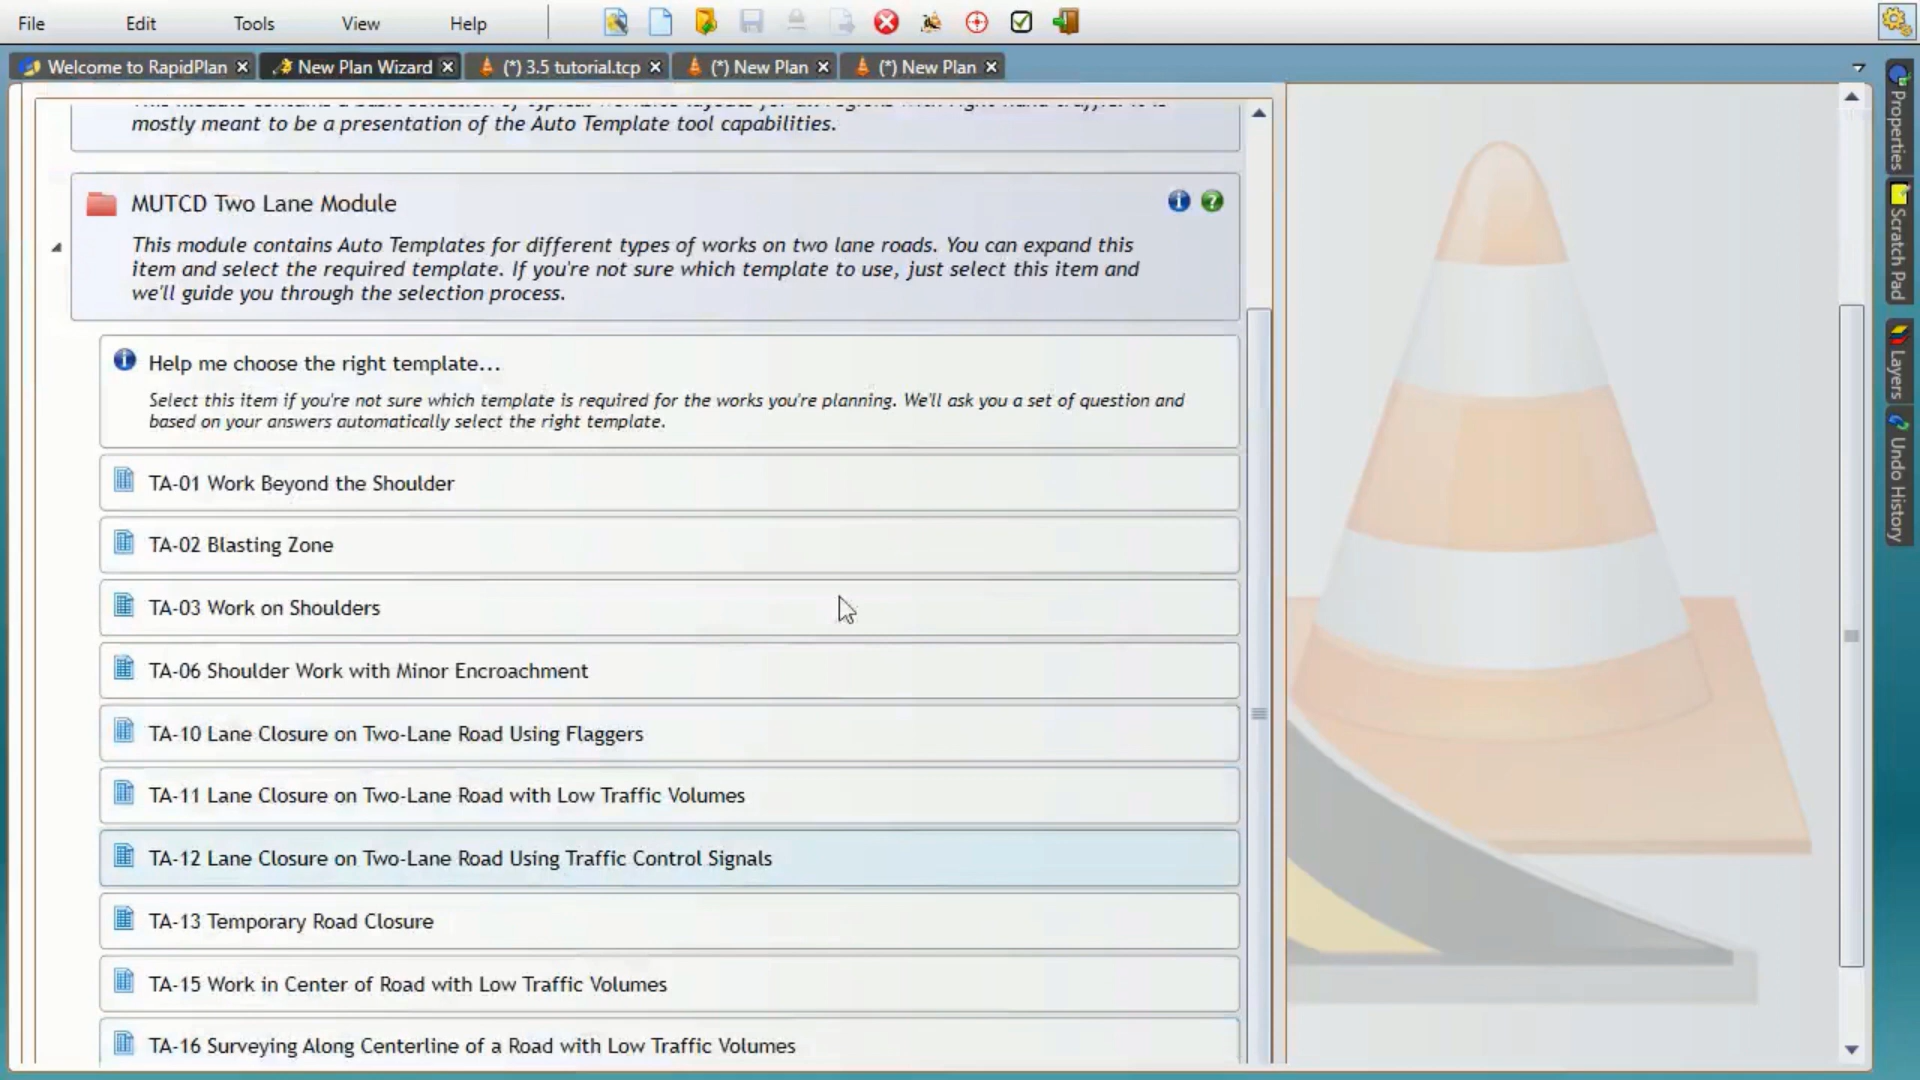 File Edit Tools View Help
Welcome to RapidPlan New Plan Wizard (*) 3.5 tutorial.tcp (*) New Plan (*) New Plan
mostly meant to be a presentation of the Auto Template tool capabilities.
MUTCD Two Lane Module
This module contains Auto Templates for different types of works on two lane roads. You can expand this
item and select the required template. If you're not sure which template to use, just select this item and
we'll guide you through the selection process.
Help me choose the right template...
Select this item if you're not sure which template is required for the works you're planning. We'll ask you a set of question and
based on your answers automatically select the right template.
TA-01 Work Beyond the Shoulder
TA-02 Blasting Zone
TA-03 Work on Shoulders
TA-06 Shoulder Work with Minor Encroachment
TA-10 Lane Closure on Two-Lane Road Using Flaggers
TA-11 Lane Closure on Two-Lane Road with Low Traffic Volumes
TA-12 Lane Closure on Two-Lane Road Using Traffic Control Signals
TA-13 Temporary Road Closure
TA-15 Work in Center of Road with Low Traffic Volumes
TA-16 Surveying Along Centerline of a Road with Low Traffic Volumes
Properties
Scratch Pad
Layers
Undo History